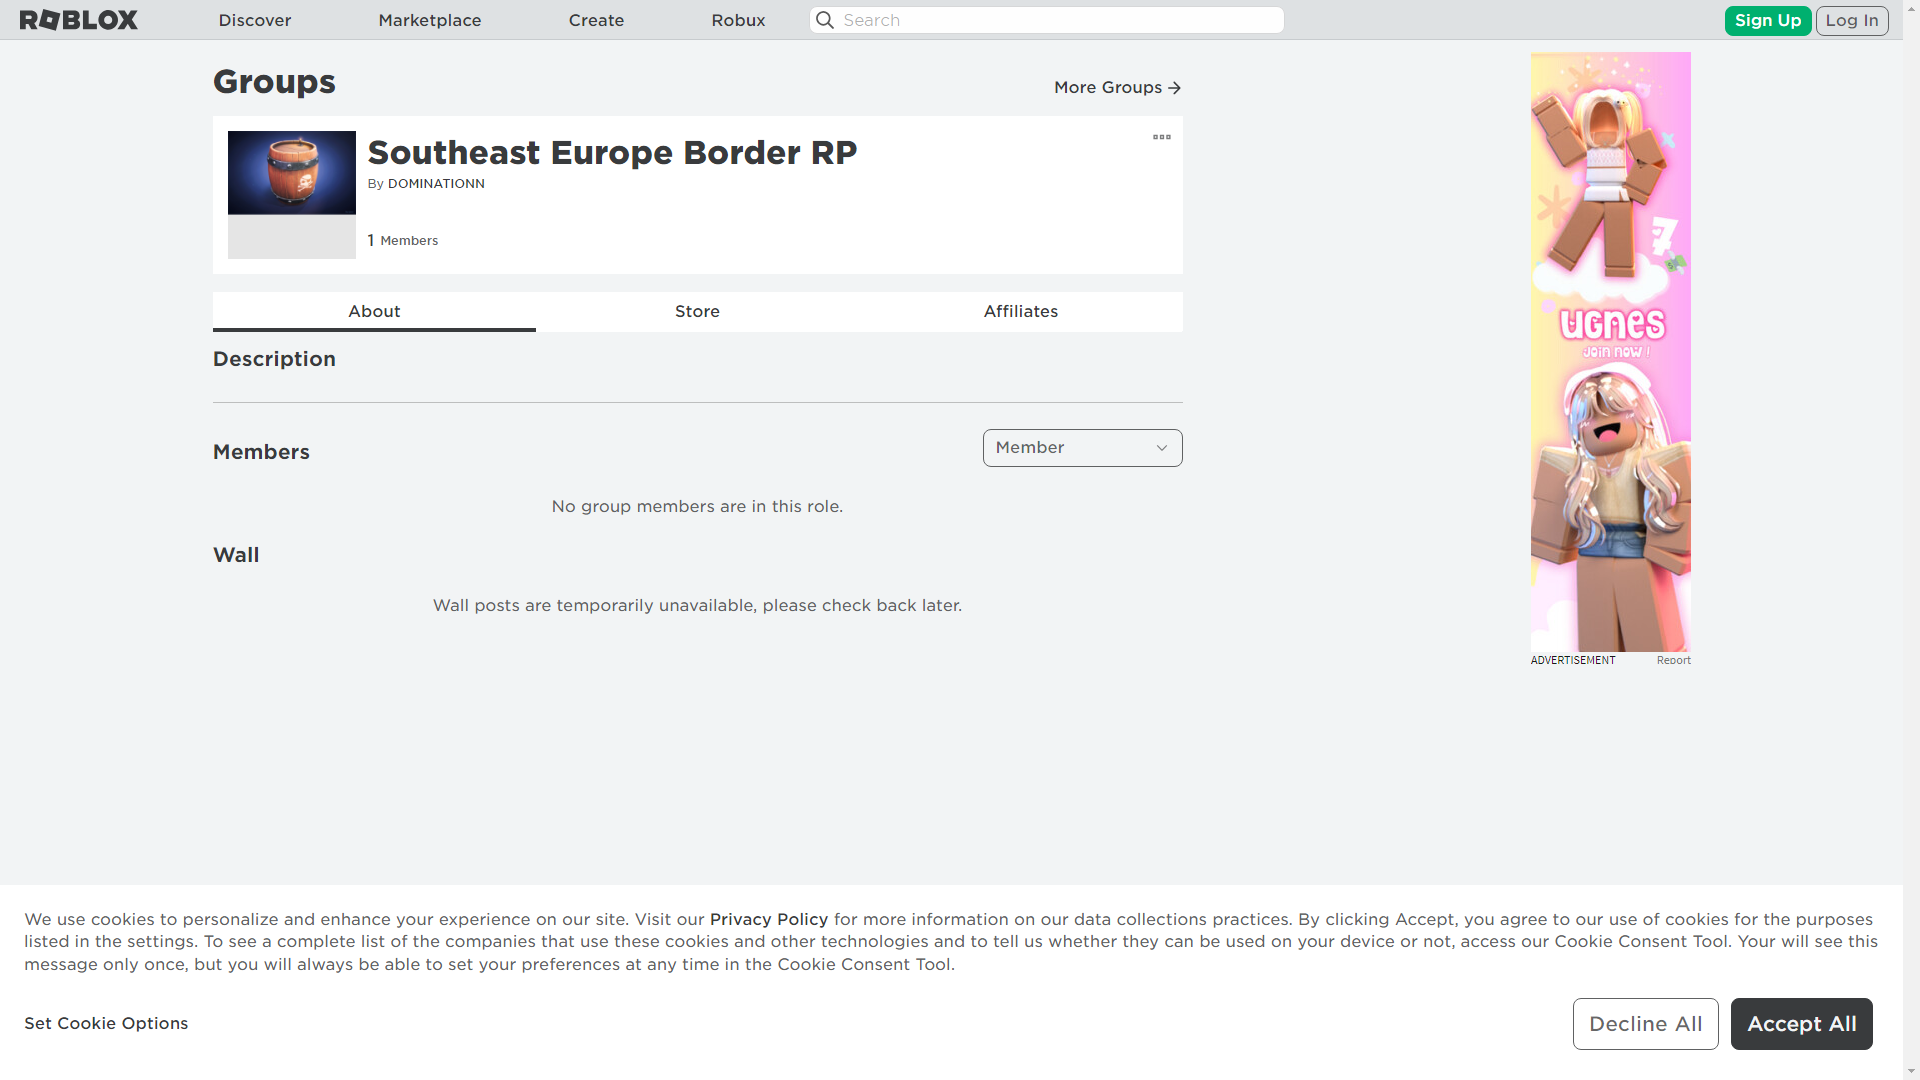 ROBLOX
Discover
Marketplace
Create
Robux
Search
Sign Up
Log In
Groups
More Groups
Southeast Europe Border RP
By DOMINATIONN
1 Members
About
Store
Affiliates
Description
Members
Member
No group members are in this role.
Wall
Wall posts are temporarily unavailable, please check back later.
UGNES
JOIN NOW !
ADVERTISEMENT
Report
We use cookies to personalize and enhance your experience on our site. Visit our Privacy Policy for more information on our data collections practices. By clicking Accept, you agree to our use of cookies for the purposes
listed in the settings. To see a complete list of the companies that use these cookies and other technologies and to tell us whether they can be used on your device or not, access our Cookie Consent Tool. Your will see this
message only once, but you will always be able to set your preferences at any time in the Cookie Consent Tool.
Set Cookie Options
Decline All
Accept All